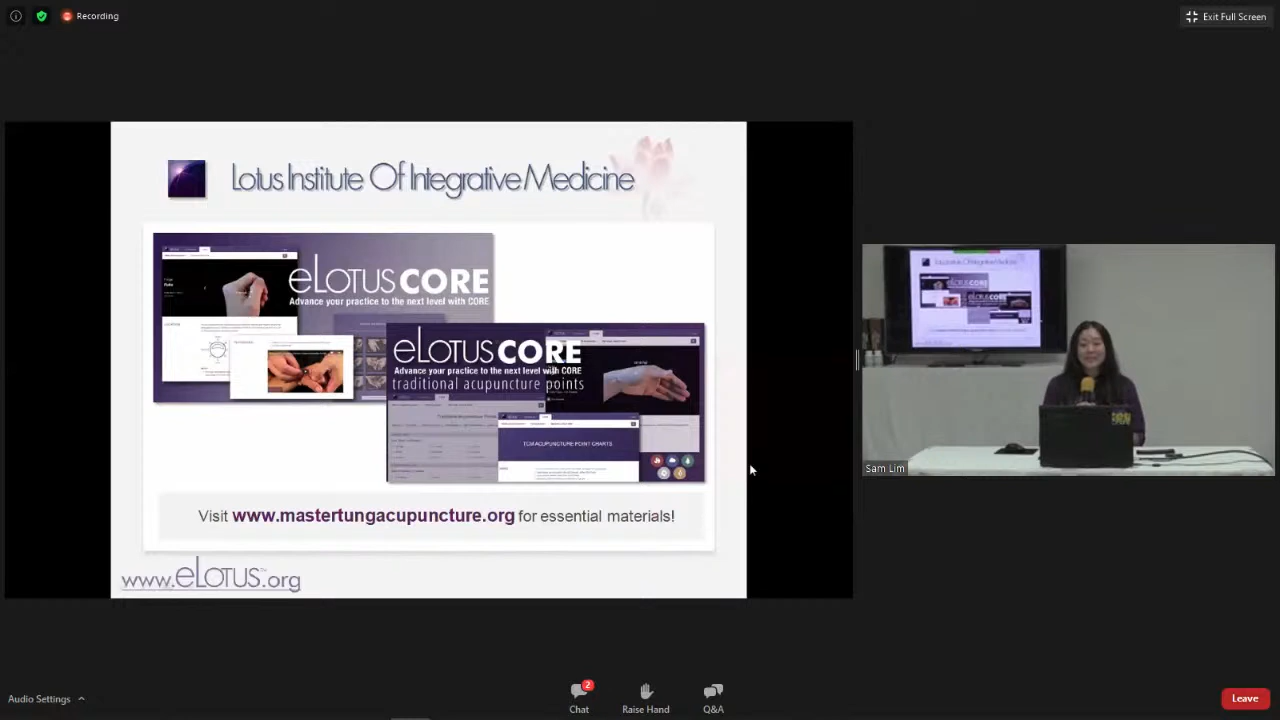 Recording
Exit Full Screen
Lotus Institute Of Integrative Medicine
eLOTUS CORE
Advance your practice to the next level with CORE
eLOTUS CORE
Advance your practice to the next level with CORE
traditional acupuncture points
TCM ACUPUNCTURE POINT CHARTS
Visit www.mastertungacupuncture.org for essential materials!
www.eLOTUS.org
Sam Lim
Audio Settings
2
Chat
Raise Hand
Q&A
Leave